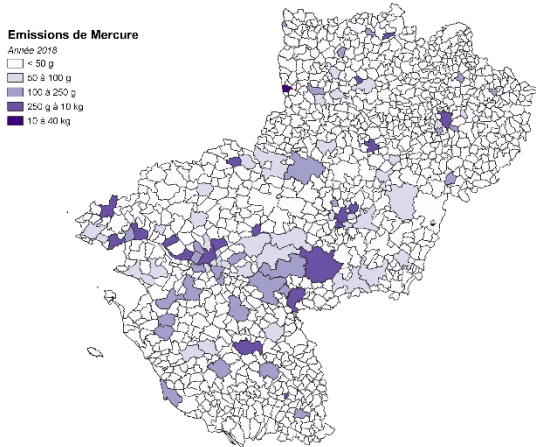 Emissions de Mercure
Année 2018
< 50 g
50 à 100 g
100 à 250 g
250 g à 10 kg
10 à 40 kg